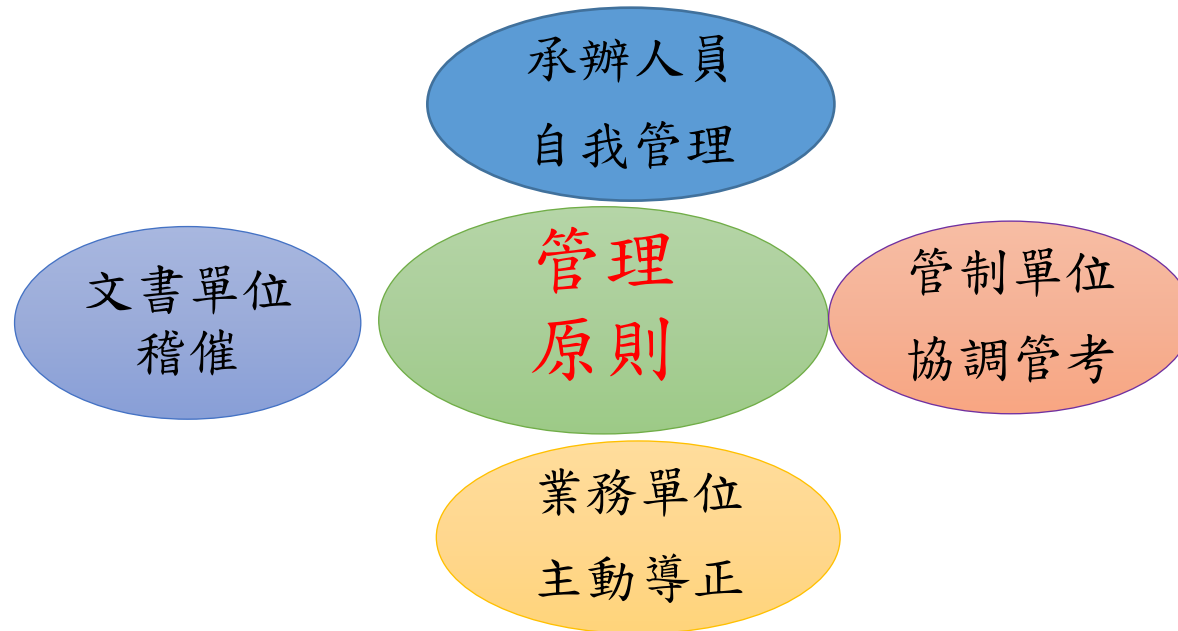 承辦人員
自我管理
文書單位
稽催
管理
原則
管制單位
協調管考
業務單位
主動導正